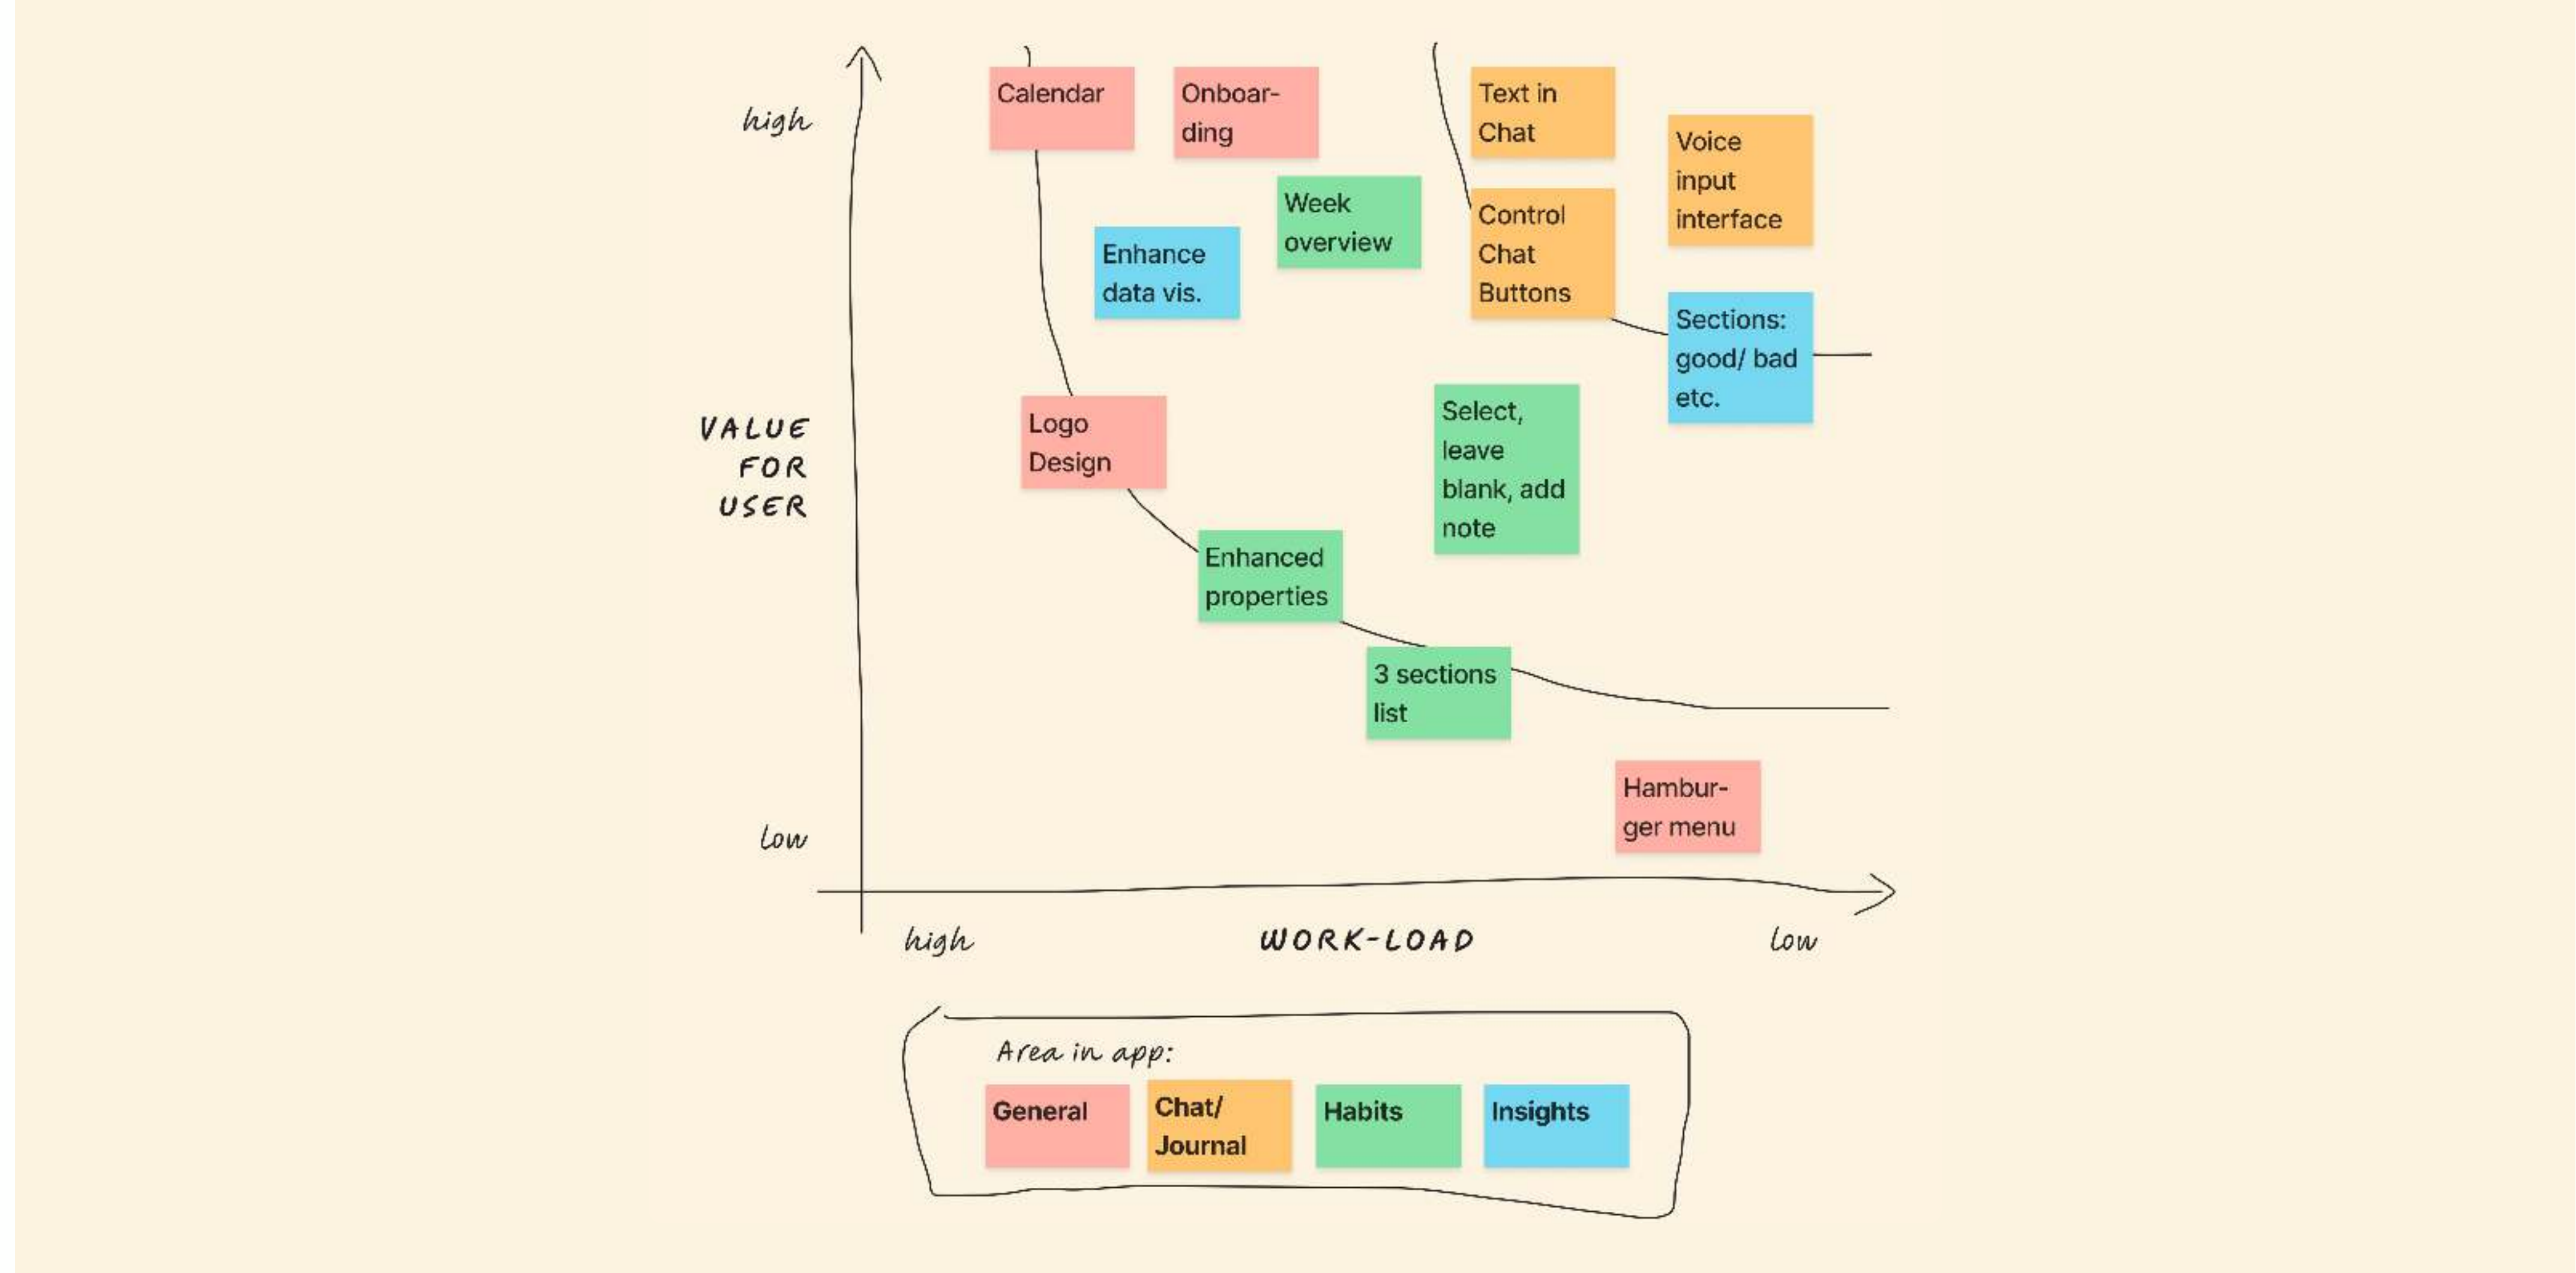 high
Calendar
Onboar-
ding
Text in
Chat
Voice
input
interface
Week
overview
Control
Chat
Buttons
Enhance
data vis.
Sections:
good/ bad
etc.
VALUE
FOR
USER
Logo
Design
Select,
leave
blank, add
note
Enhanced
properties
3 sections
list
Hambur-
ger menu
low
high
WORK-LOAD
low
Area in app:
General
Chat/
Journal
Habits
Insights